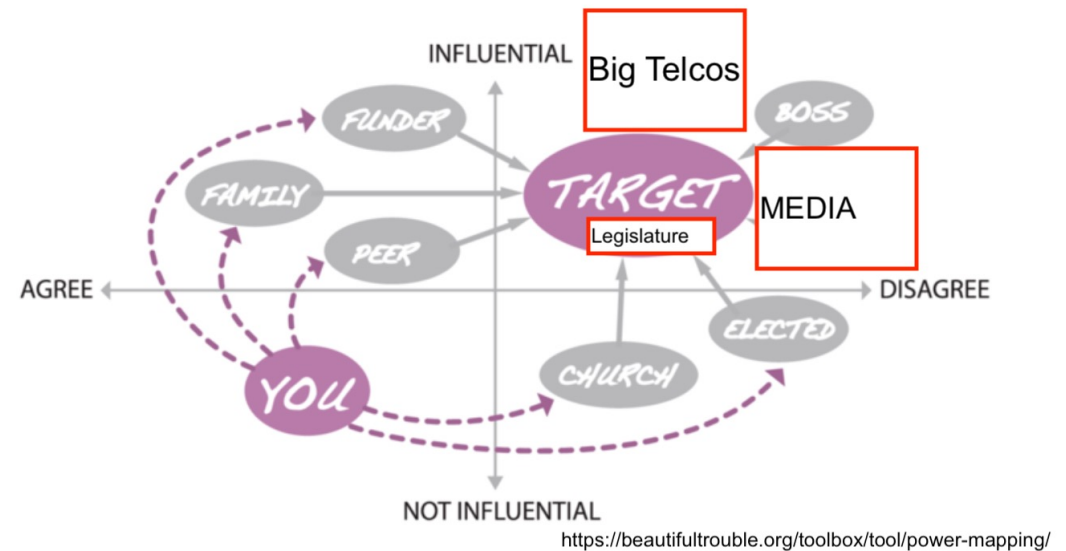 INFLUENTIAL
Big Telcos
FUNDER
BOSS
FAMILY
TARGET
MEDIA
Legislature
PEER
AGREE
DISAGREE
ELECTED
CHURCH
YOU
NOT INFLUENTIAL
https://beautifultrouble.org/toolbox/tool/power-mapping/